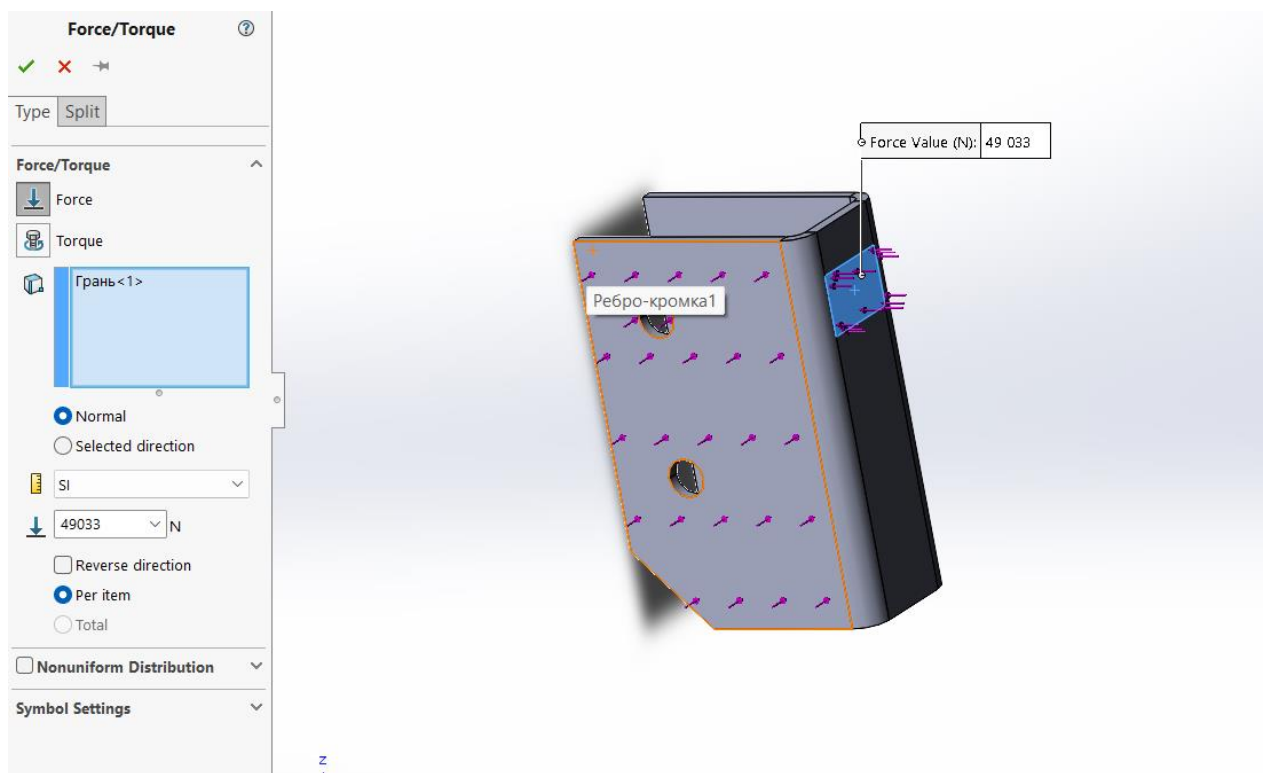 Force/Torque
Type Split
Force/Torque
Force
Torque
Грань<1>
Normal
Selected direction
SI
49033 N
Reverse direction
Per item
Total
Nonuniform Distribution
Symbol Settings
Force Value (N): 49 033
Ребро-кромка1
z